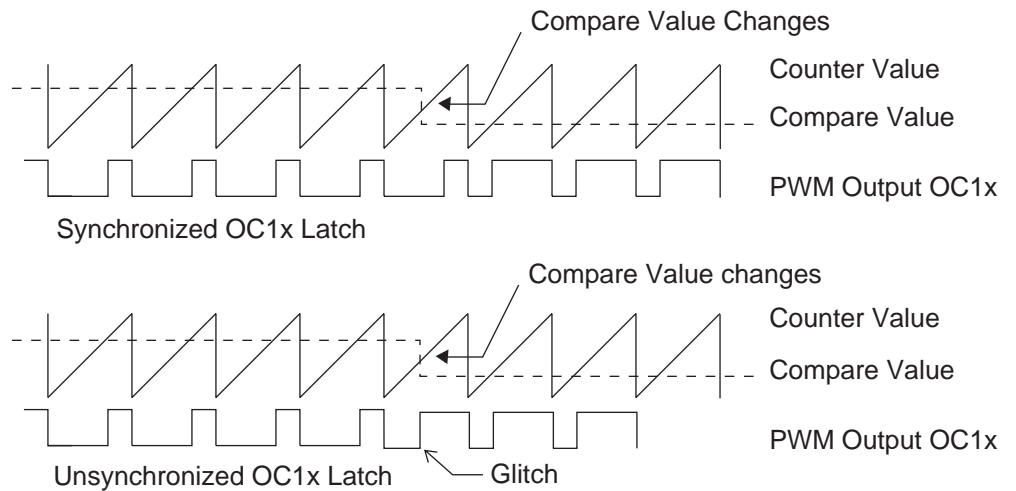 Compare Value Changes
Counter Value
Compare Value
PWM Output OC1x
Synchronized OC1x Latch
Compare Value changes
Counter Value
Compare Value
PWM Output OC1x
Unsynchronized OC1x Latch
Glitch